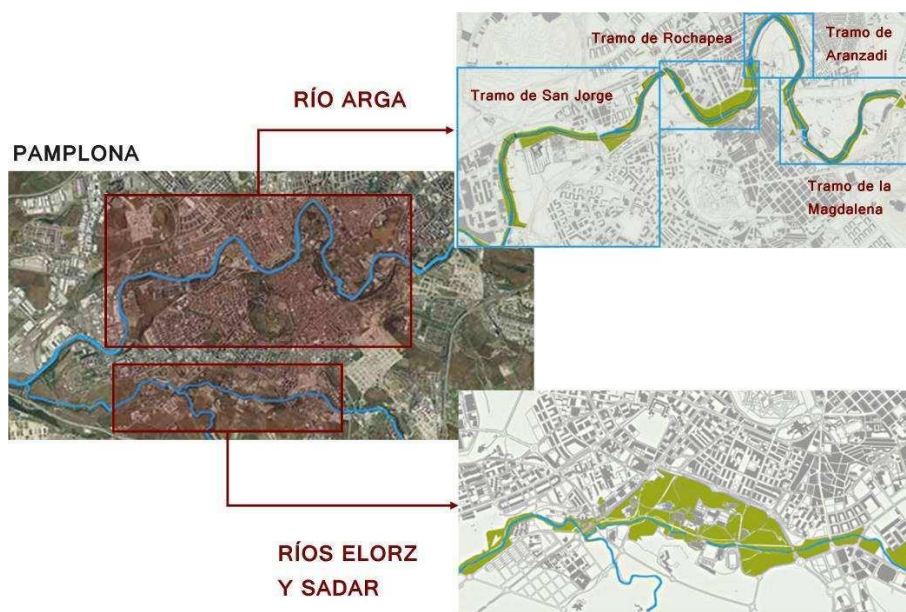 Tramo de Rochapea
Tramo de
Aranzadi
RÍO ARGA
Tramo de San Jorge
PAMPLONA
Tramo de la
Magdalena
RÍOS ELORZ
Y SADAR